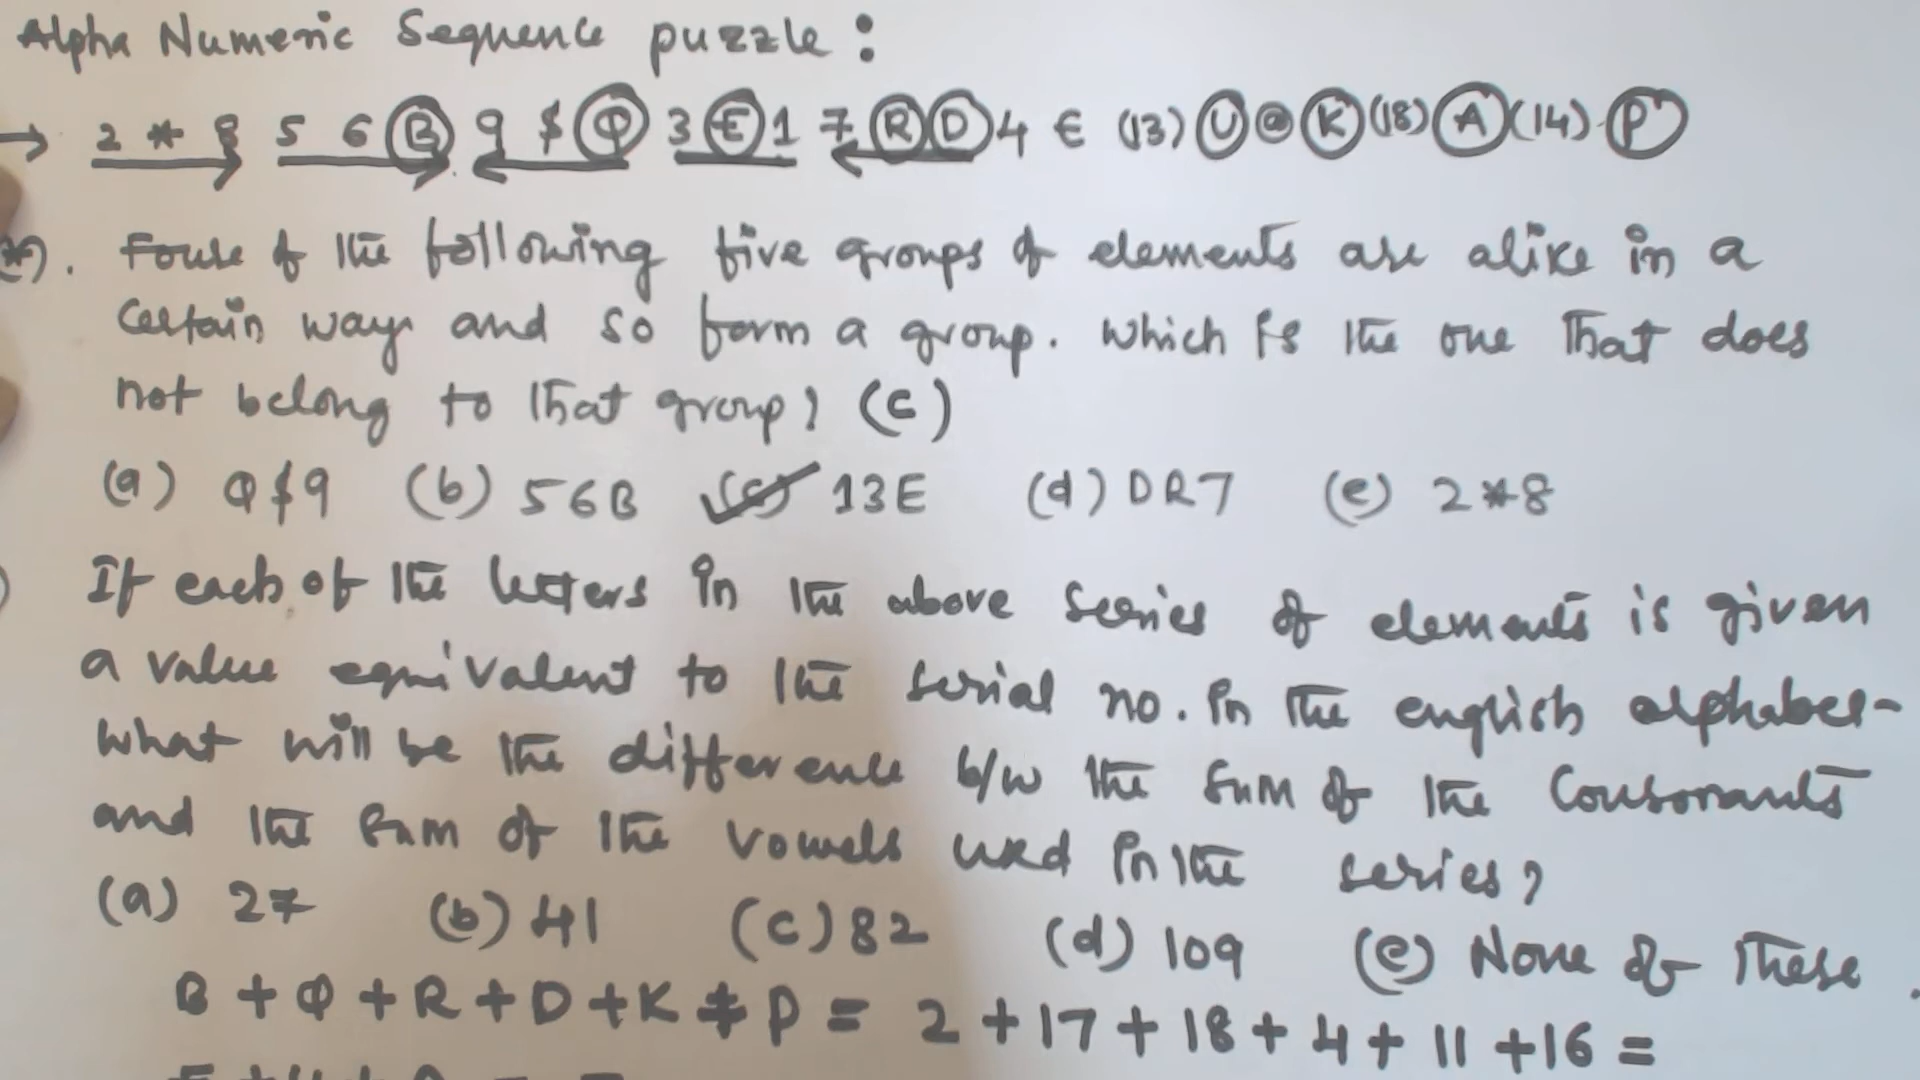 Alpha Numeric Sequence puzzle :
→ 2 * 8 5 6 B 9 $ Q 3 E 1 7 R D 4 € (13) U @ K (18) A (14) P
*). Foure of the following five groups of elements are alike in a
Certain way and so form a group. Which is the one that does
not belong to that group? (c)
(a) Q$9 (b) 56B (c) 13E (d) DR7 (e) 2*8
If each of the letters in the above series of elements is given
a value equivalent to the serial no. in the english alphabet-
what will be the difference b/w the sum of the Consonants
and the sum of the vowels used in the series?
(a) 27 (b) 41 (c) 82 (d) 109 (e) None of these.
B + Q + R + D + K + P = 2 + 17 + 18 + 4 + 11 + 16 =